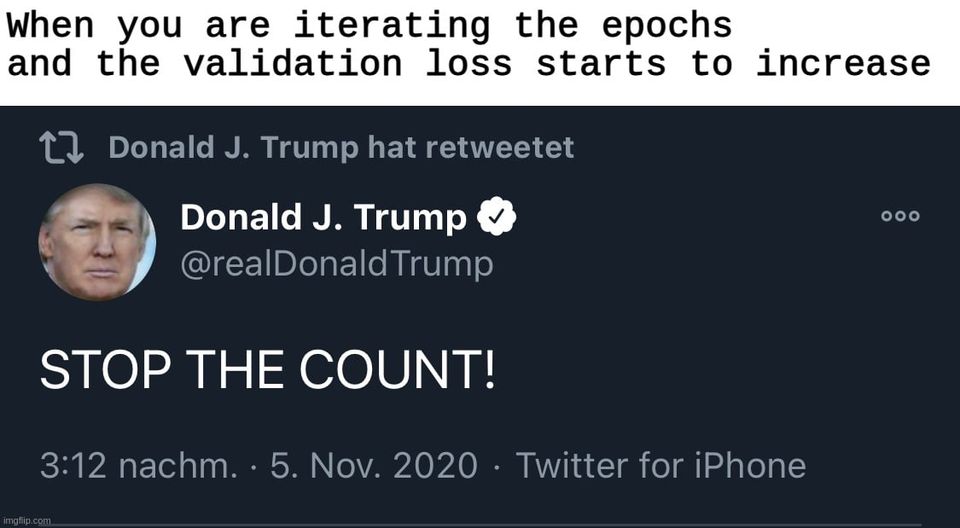 When you are iterating the epochs
and the validation loss starts to increase
Donald J. Trump hat retweetet
Donald J. Trump
@realDonaldTrump
STOP THE COUNT!
3:12 nachm. · 5. Nov. 2020 · Twitter for iPhone
imgflip.com